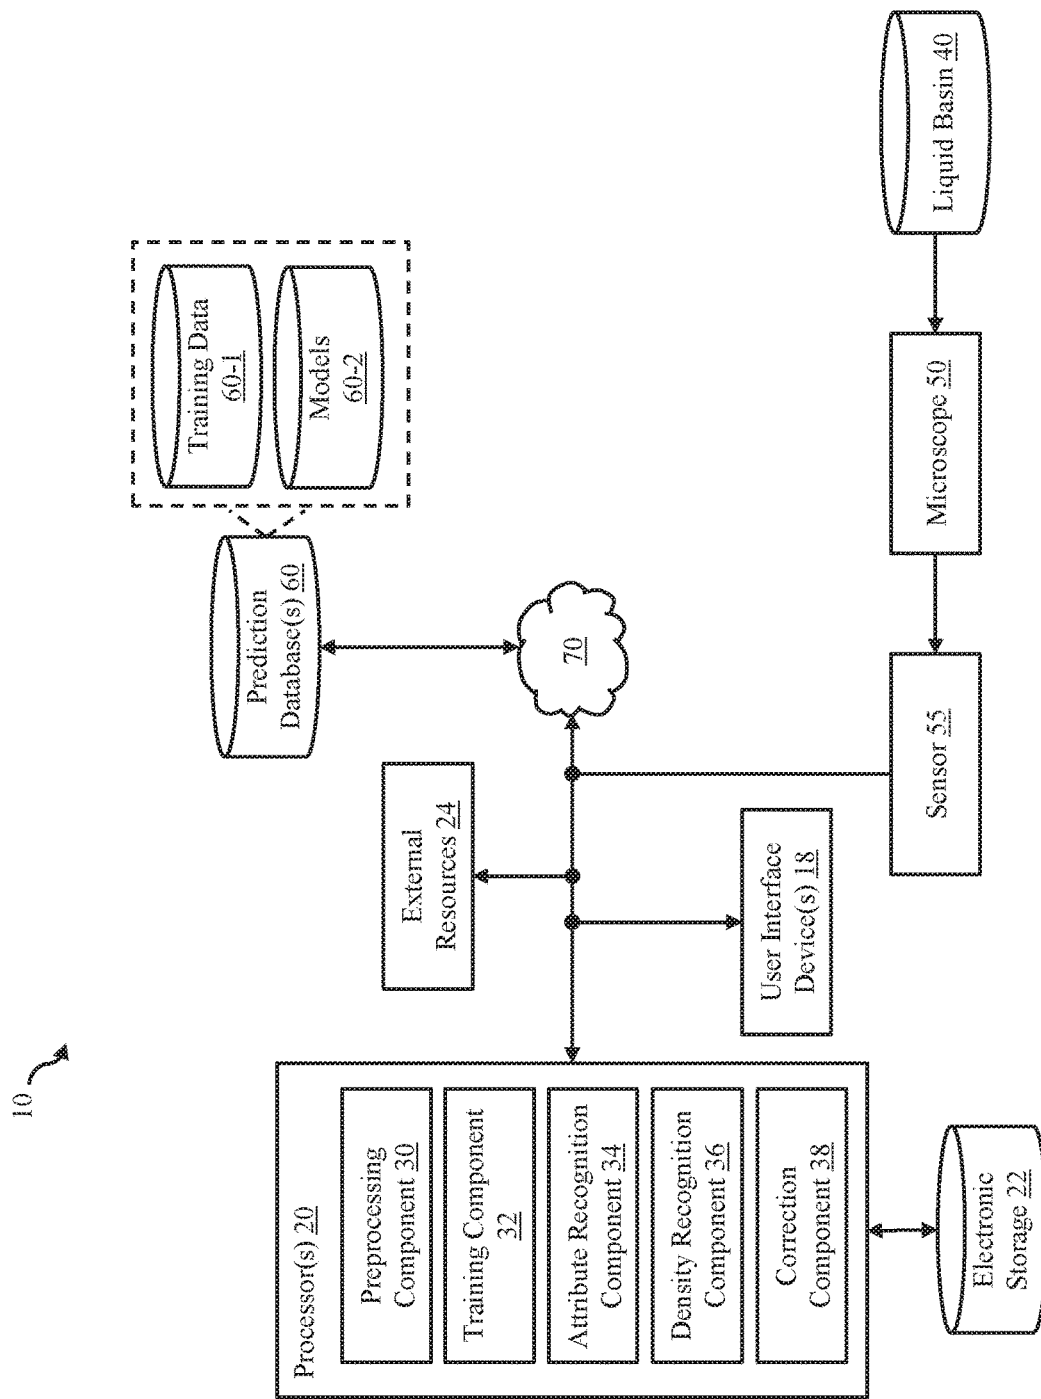 10
Processor(s) 20
Preprocessing
Component 30
Training Component
32
Attribute Recognition
Component 34
Density Recognition
Component 36
Correction
Component 38
Electronic
Storage 22
External
Resources 24
User Interface
Device(s) 18
Prediction
Database(s) 60
Training Data
60-1
Models
60-2
70
Sensor 55
Microscope 50
Liquid Basin 40